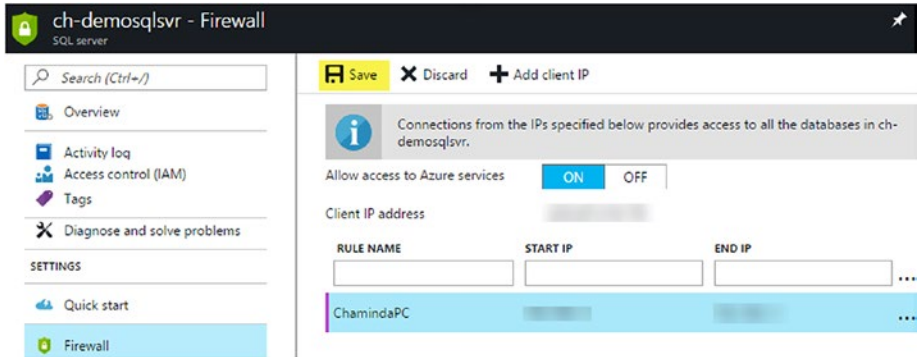 ch-demosqlsvr - Firewall
SQL server
Search (Ctrl+/)
Overview
Activity log
Access control (IAM)
Tags
Diagnose and solve problems
SETTINGS
Quick start
Firewall
Save Discard Add client IP
Connections from the IPs specified below provides access to all the databases in ch-
demosqlsvr.
Allow access to Azure services ON OFF
Client IP address
RULE NAME START IP END IP
ChamindaPC